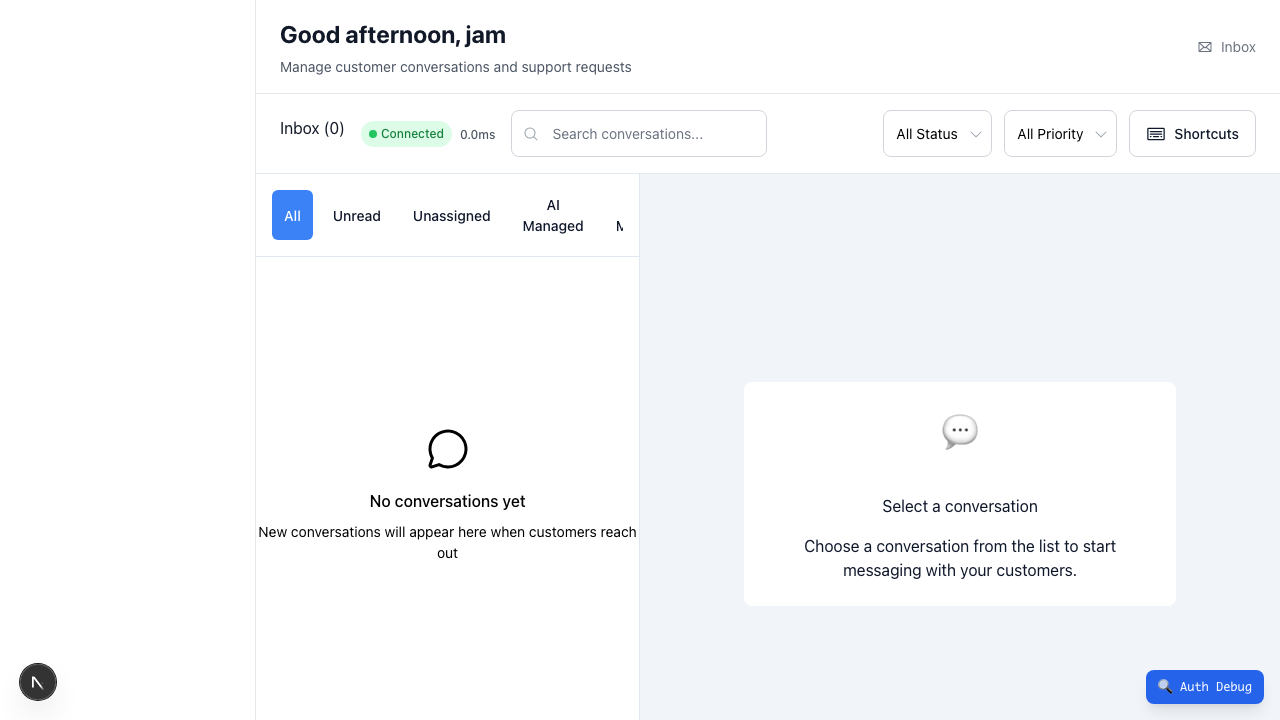 Good afternoon, jam
Manage customer conversations and support requests
Inbox
Inbox (0)
Connected
0.0ms
Search conversations...
All Status
All Priority
Shortcuts
All
Unread
Unassigned
AI
Managed
No conversations yet
New conversations will appear here when customers reach
out
Select a conversation
Choose a conversation from the list to start
messaging with your customers.
Auth Debug